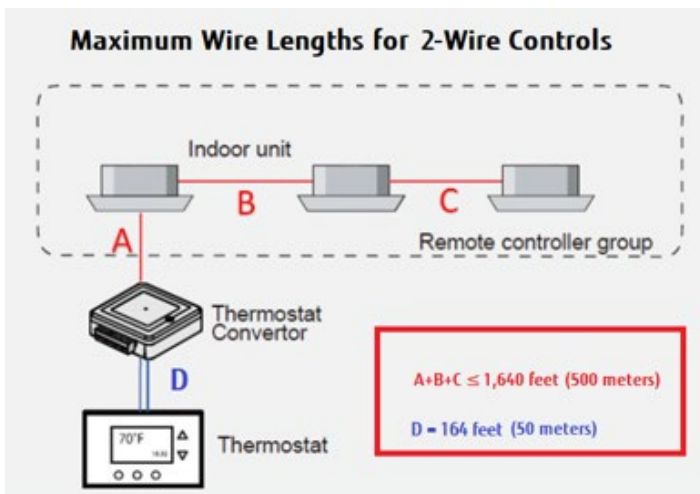 Maximum Wire Lengths for 2-Wire Controls
Indoor unit
B
C
A
Remote controller group
Thermostat
Convertor
D
A+B+C ≤ 1,640 feet (500 meters)
D = 164 feet (50 meters)
70°F
Thermostat